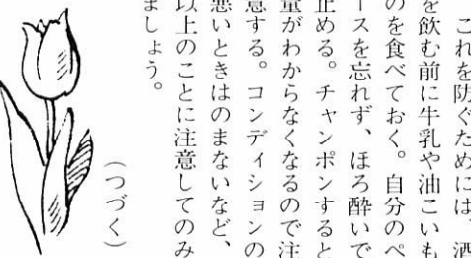 これを防ぐためには、酒
を飲む前に牛乳や油こいも
のを食べておく。自分のペ
ースを忘れず、ほろ酔いで
止める。チャンポンすると
量がわからなくなるので注
意する。コンディションの
悪いときはのまないなど、
以上のことに注意してのみ
ましょう。
(つづく)